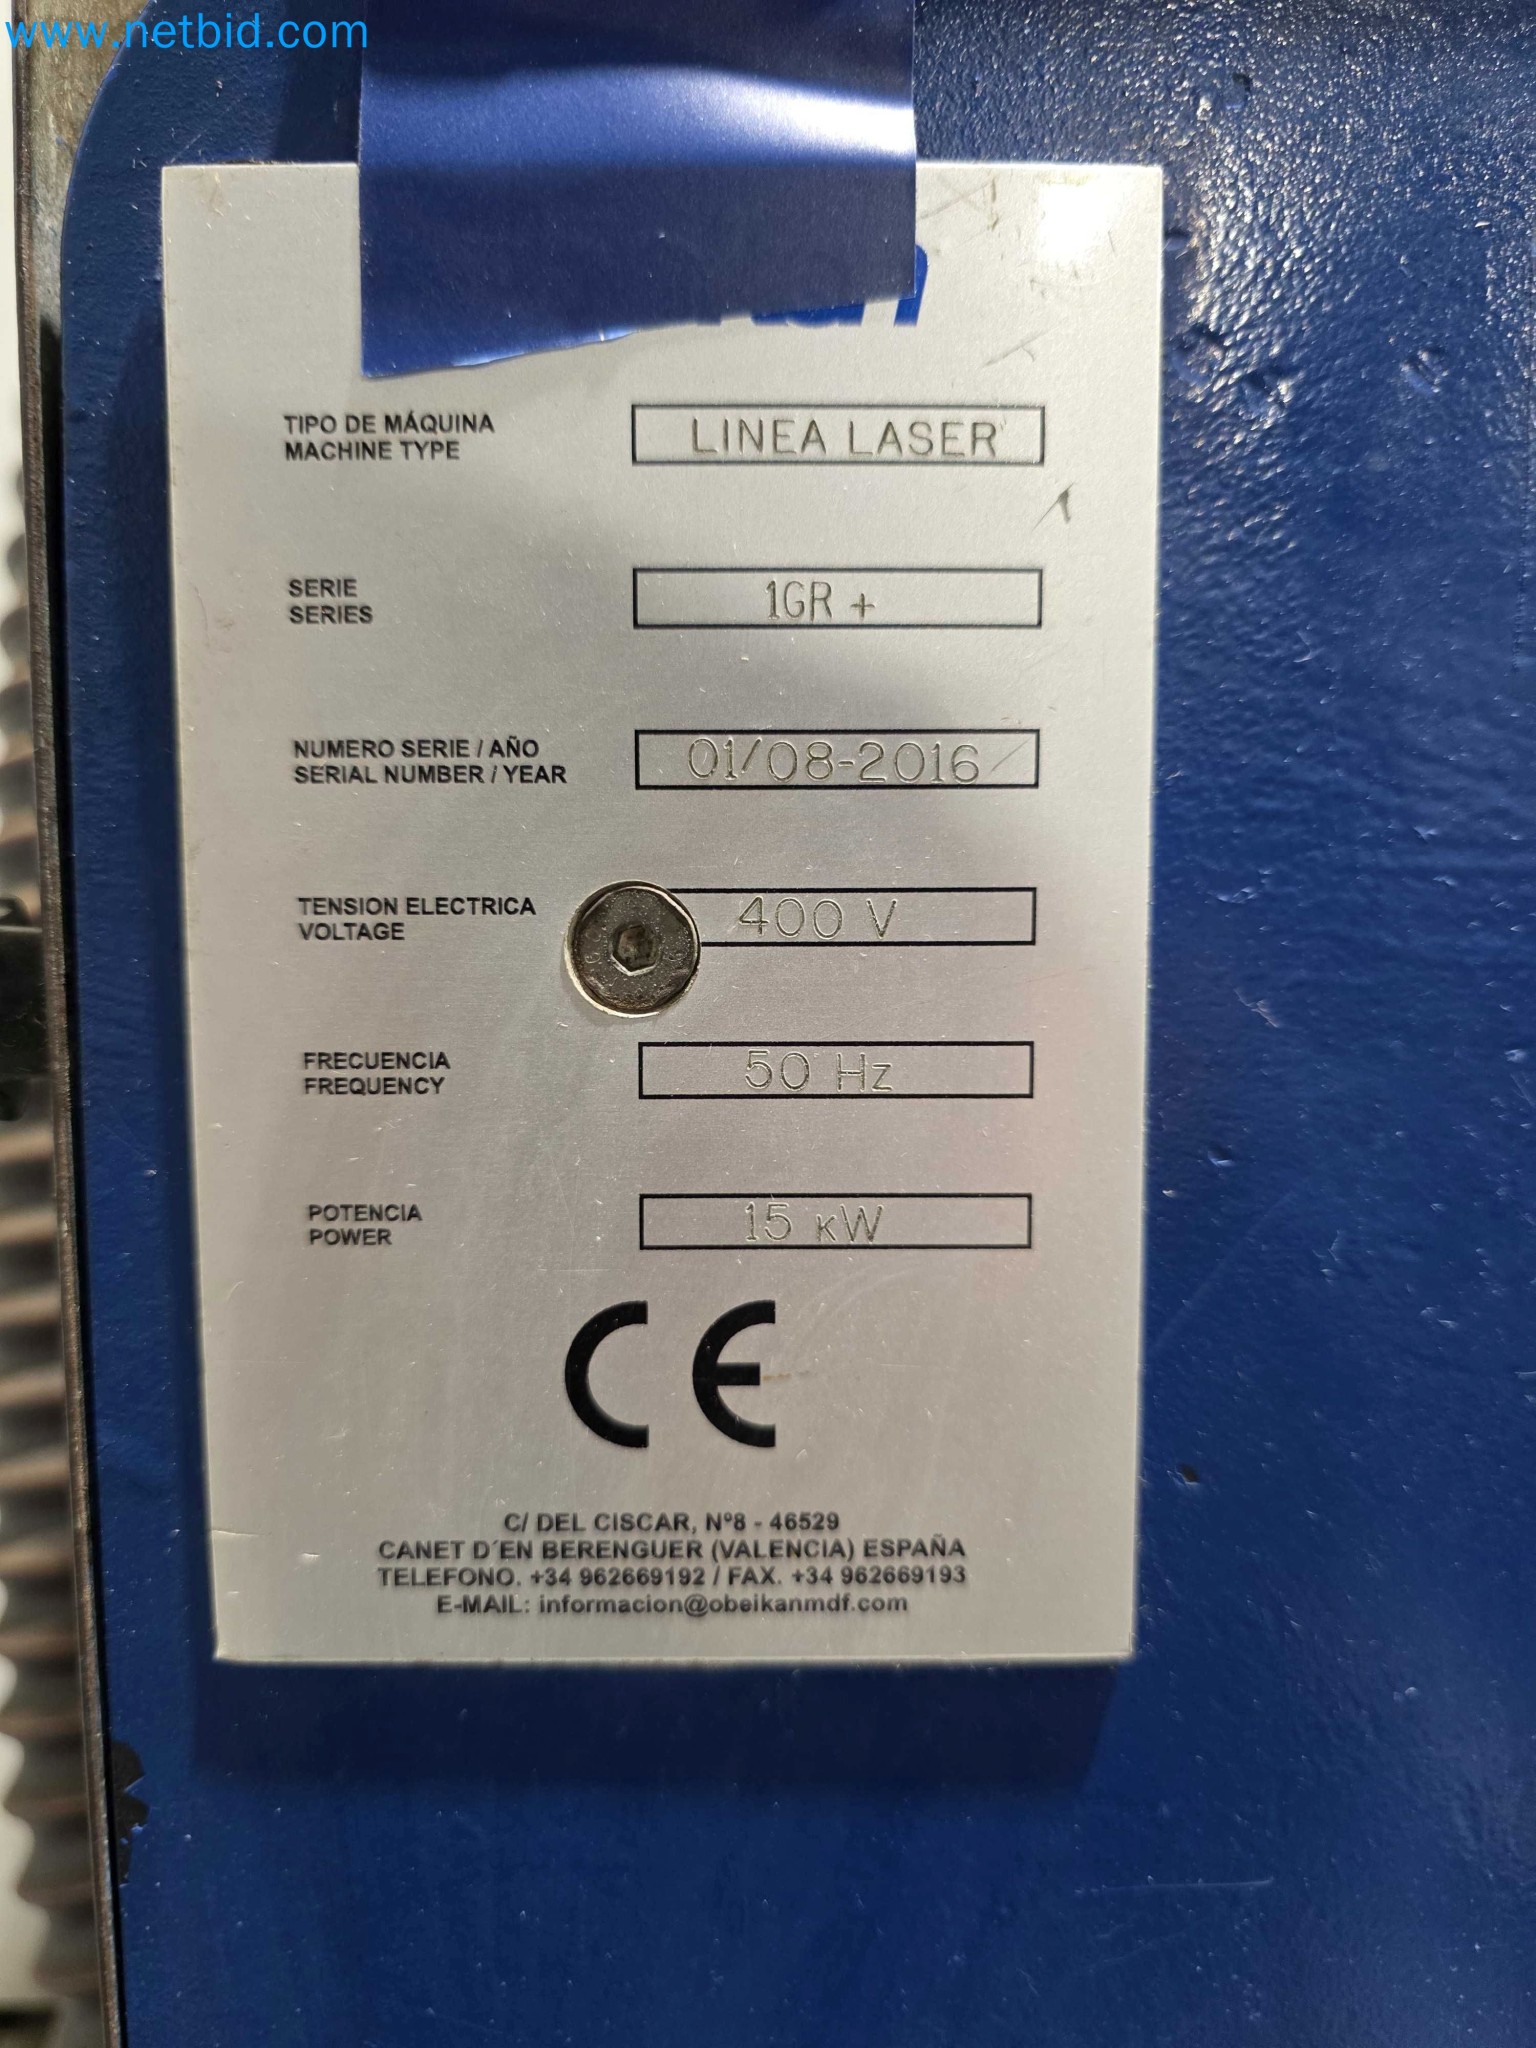 www.netbid.com
TIPO DE MÁQUINA
MACHINE TYPE
LINEA LASER
SERIE
SERIES
1GR +
NUMERO SERIE / AÑO
SERIAL NUMBER / YEAR
01/08-2016
TENSION ELECTRICA
VOLTAGE
400 V
FRECUENCIA
FREQUENCY
50 Hz
POTENCIA
POWER
15 KW
CE
C/ DEL CISCAR, Nº8 - 46529
CANET D´EN BERENGUER (VALENCIA) ESPAÑA
TELEFONO. +34 962669192 / FAX. +34 962669193
E-MAIL: informacion@obeikanmdf.com